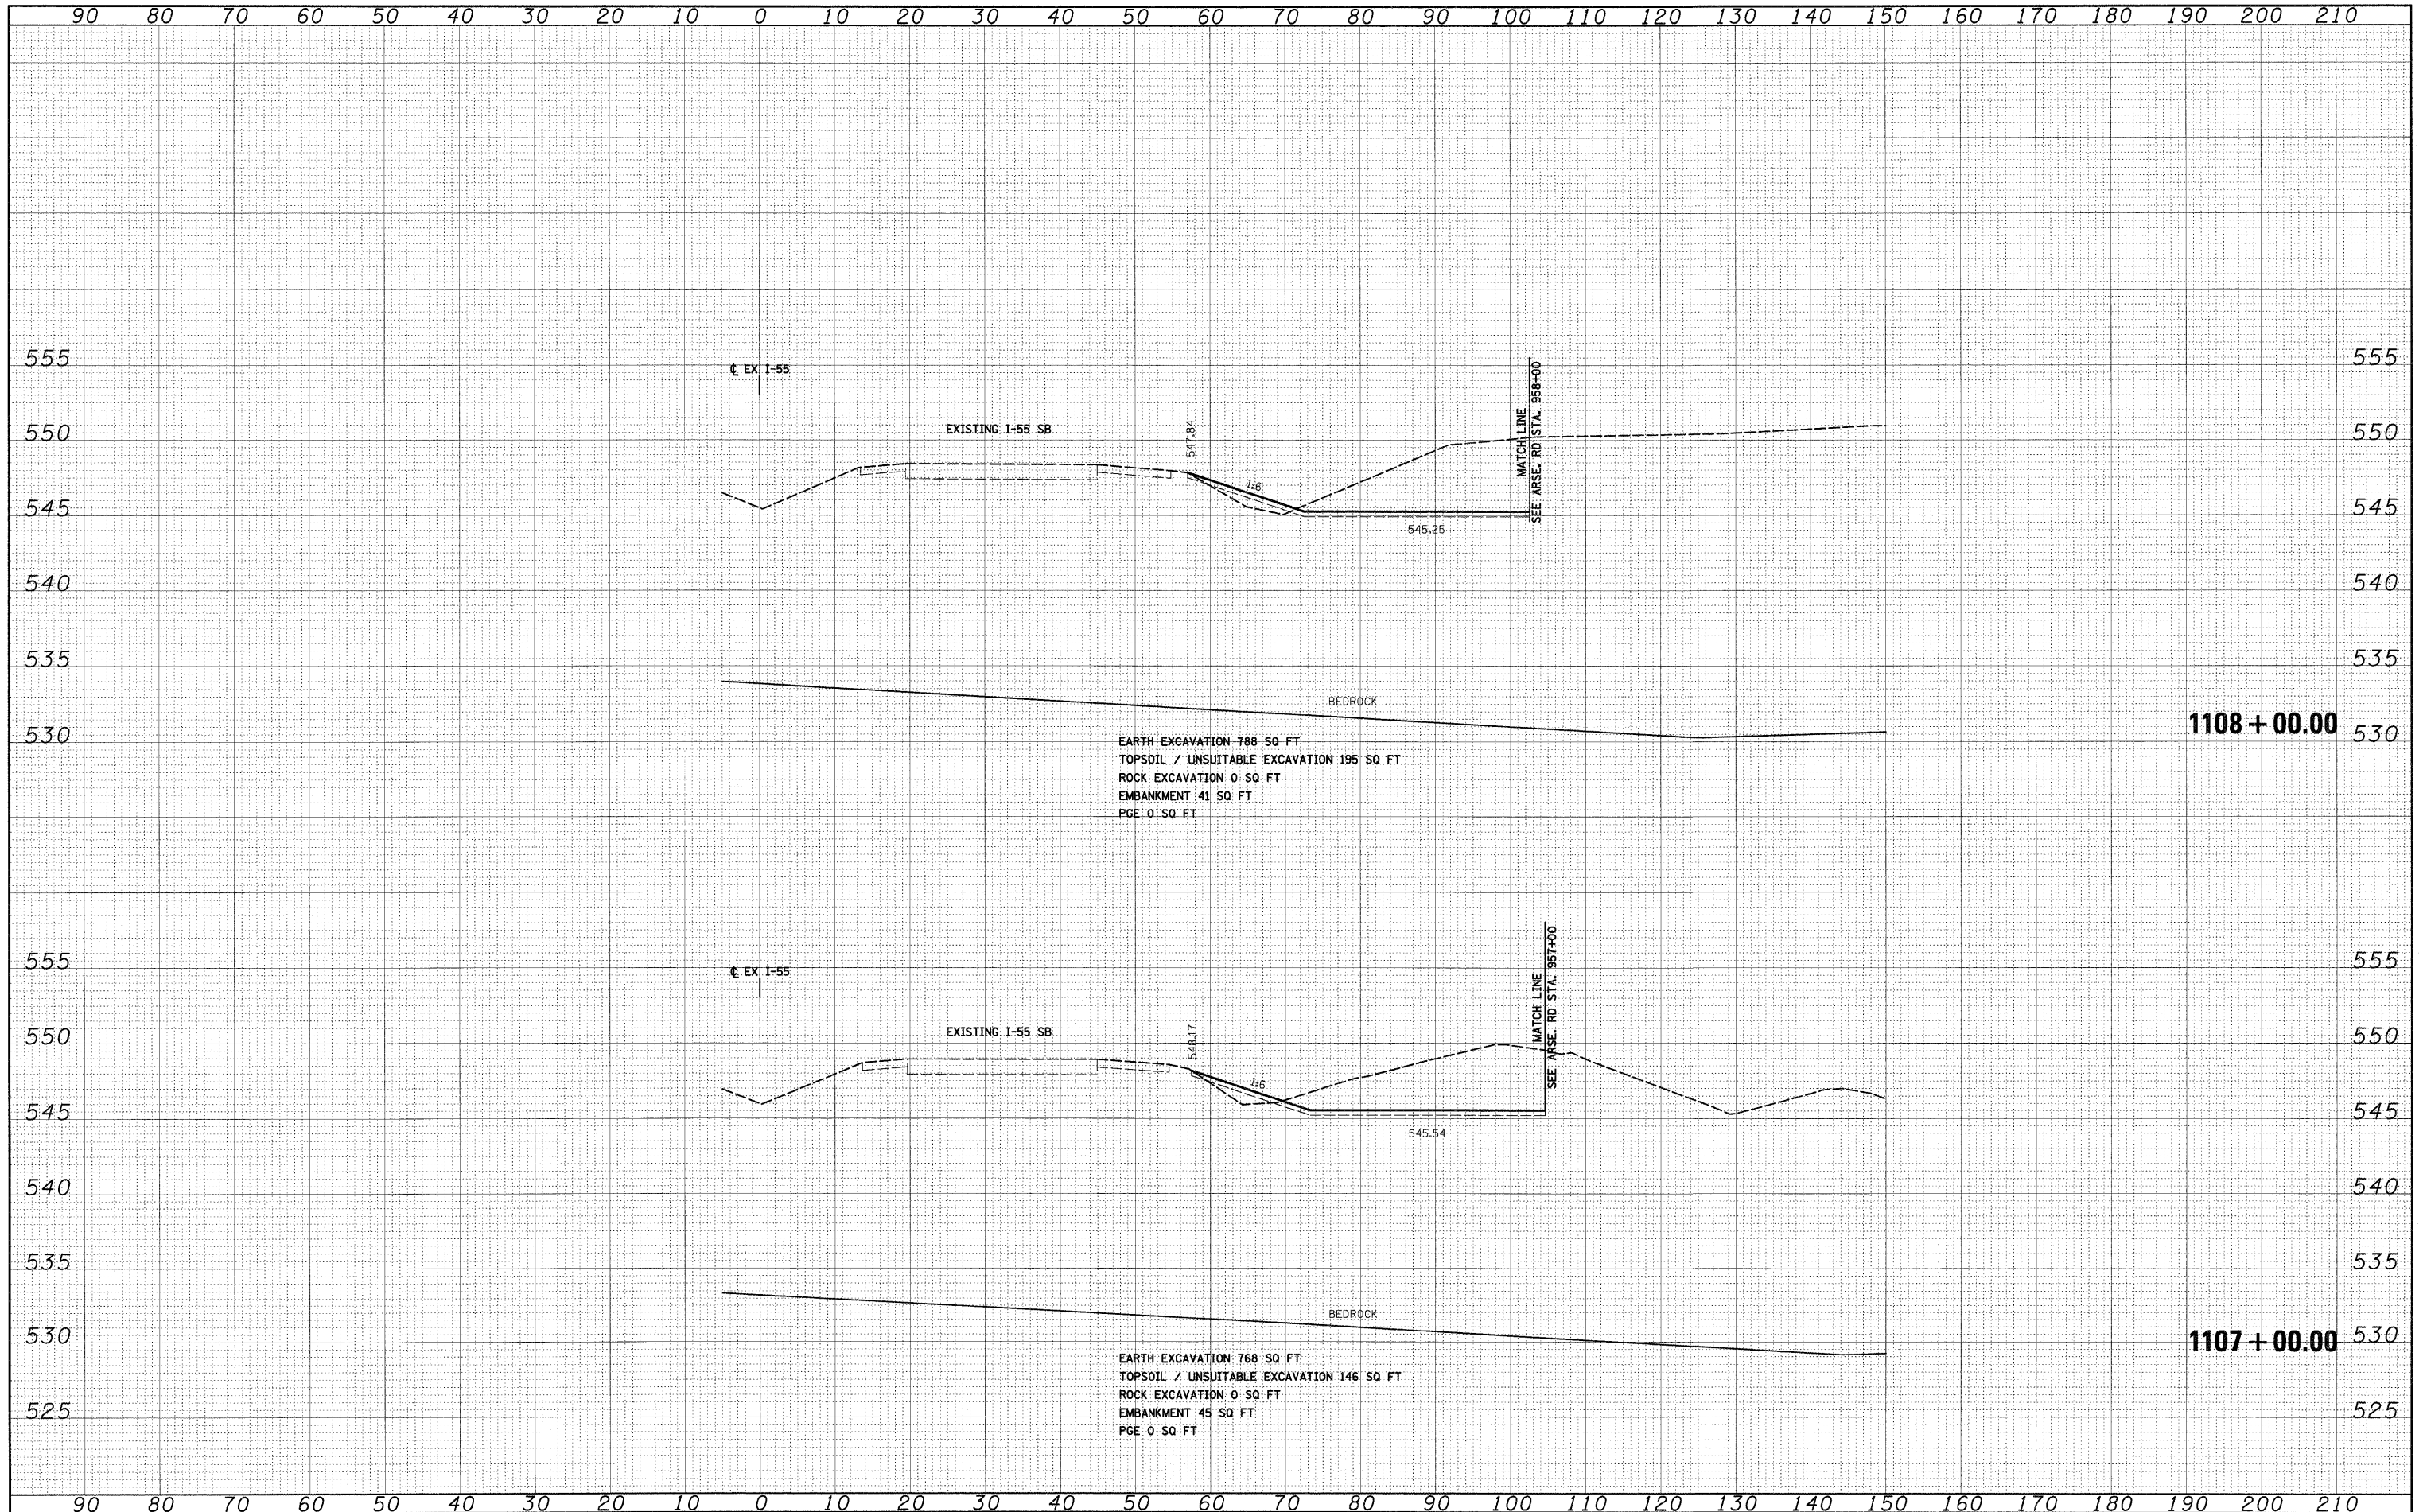 90 80 70 60 50 40 30 20 10 0 10 20 30 40 50 60 70 80 90 100 110 120 130 140 150 160 170 180 190 200 210
555 555
℄ EX I-55
MATCH LINE
SEE ARSE. RD STA. 958+00
550 550
EXISTING I-55 SB
547.84
1:6
545 545
545.25
540 540
535 535
BEDROCK
1108+00.00
530 530
EARTH EXCAVATION 788 SQ FT
TOPSOIL / UNSUITABLE EXCAVATION 195 SQ FT
ROCK EXCAVATION 0 SQ FT
EMBANKMENT 41 SQ FT
PGE 0 SQ FT
555 555
℄ EX I-55
MATCH LINE
SEE ARSE. RD STA. 957+00
550 550
EXISTING I-55 SB
548.17
1:6
545 545
545.54
540 540
535 535
BEDROCK
530 530
1107+00.00
EARTH EXCAVATION 768 SQ FT
TOPSOIL / UNSUITABLE EXCAVATION 146 SQ FT
ROCK EXCAVATION 0 SQ FT
EMBANKMENT 45 SQ FT
PGE 0 SQ FT
525 525
90 80 70 60 50 40 30 20 10 0 10 20 30 40 50 60 70 80 90 100 110 120 130 140 150 160 170 180 190 200 210